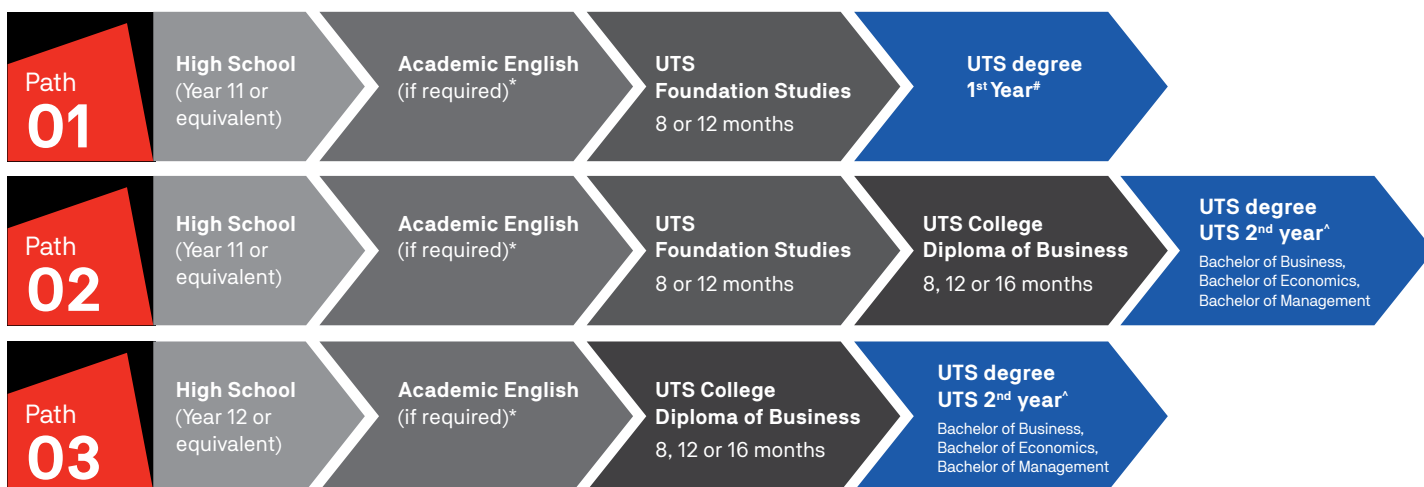 Path
01
High School
(Year 11 or
equivalent)
Academic English
(if required)*
UTS
Foundation Studies
8 or 12 months
UTS degree
1st Year#
Path
02
High School
(Year 11 or
equivalent)
Academic English
(if required)*
UTS
Foundation Studies
8 or 12 months
UTS College
Diploma of Business
8, 12 or 16 months
UTS degree
UTS 2nd year^
Bachelor of Business,
Bachelor of Economics,
Bachelor of Management
Path
03
High School
(Year 12 or
equivalent)
Academic English
(if required)*
UTS College
Diploma of Business
8, 12 or 16 months
UTS degree
UTS 2nd year^
Bachelor of Business,
Bachelor of Economics,
Bachelor of Management